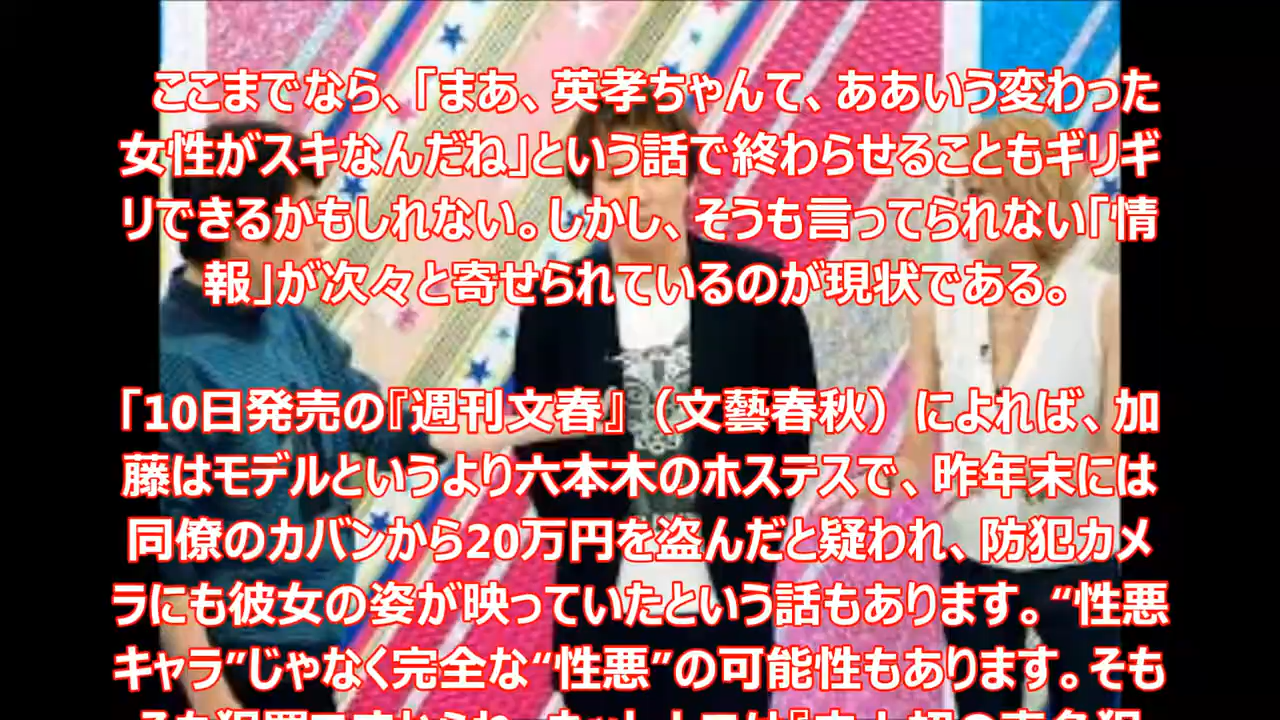 ここまでなら、「まあ、英孝ちゃんて、ああいう変わった
女性がスキなんだね」という話で終わらせることもギリギ
リできるかもしれない。しかし、そうも言ってられない「情
報」が次々と寄せられているのが現状である。
「10日発売の『週刊文春』（文藝春秋）によれば、加
藤はモデルというより六本木のホステスで、昨年末には
同僚のカバンから20万円を盗んだと疑われ、防犯カメ
ラにも彼女の姿が映っていたという話もあります。“性悪
キャラ”じゃなく完全な“性悪”の可能性もあります。そも